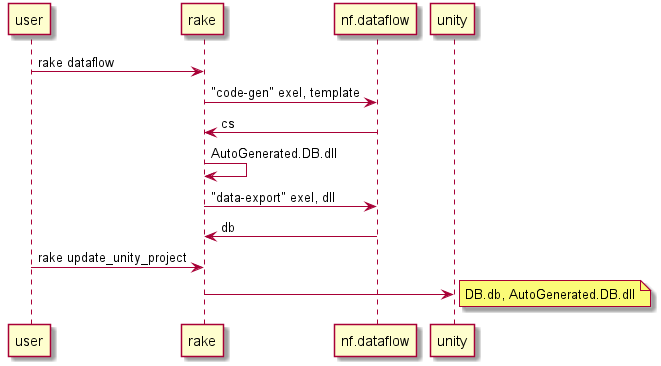 user rake nf.dataflow unity
rake dataflow
"code-gen" exel, template
cs
AutoGenerated.DB.dll
"data-export" exel, dll
db
rake update_unity_project
DB.db, AutoGenerated.DB.dll
user rake nf.dataflow unity